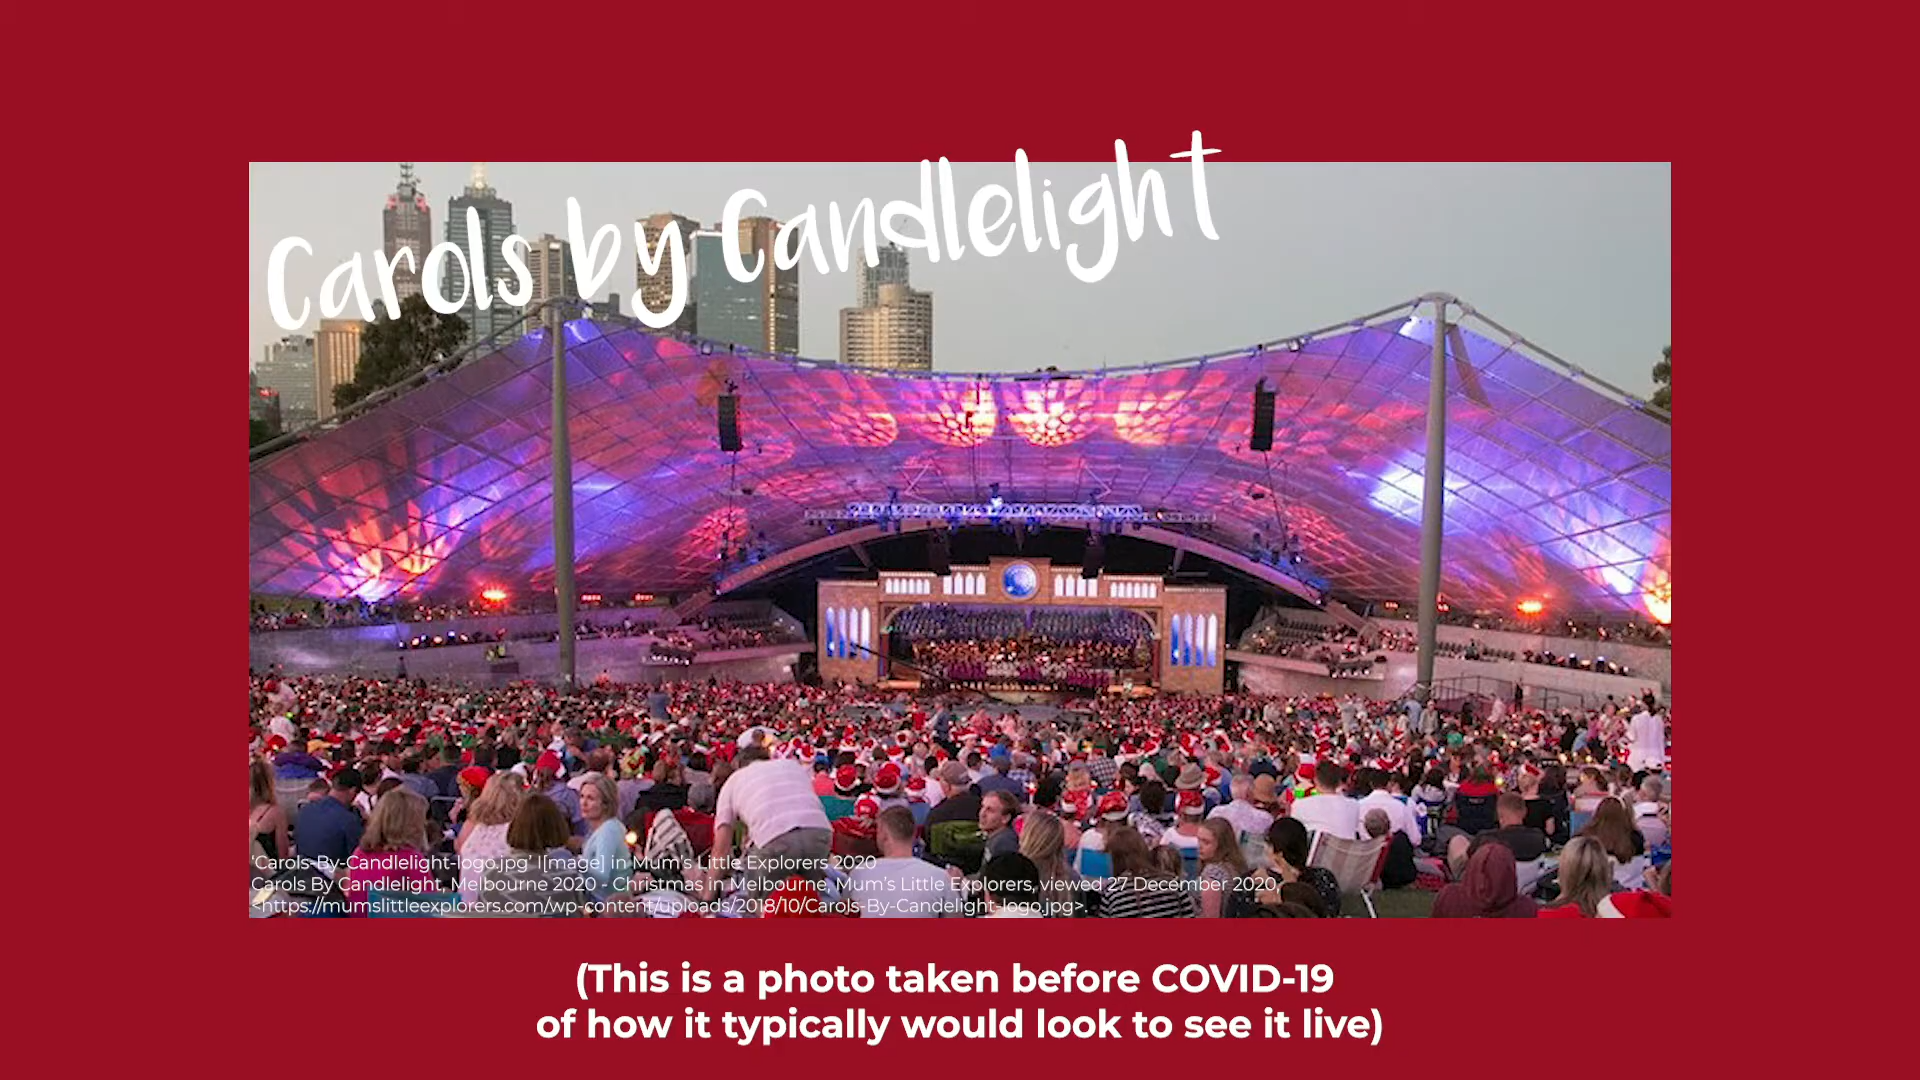 Carols by Candlelight
'Carols-By-Candlelight-logo.jpg' I[mage] in Mum's Little Explorers 2020
Carols By Candlelight, Melbourne 2020 - Christmas in Melbourne, Mum's Little Explorers, viewed 27 December 2020,
<https://mumslittleexplorers.com/wp-content/uploads/2018/10/Carols-By-Candelight-logo.jpg>.
(This is a photo taken before COVID-19
of how it typically would look to see it live)